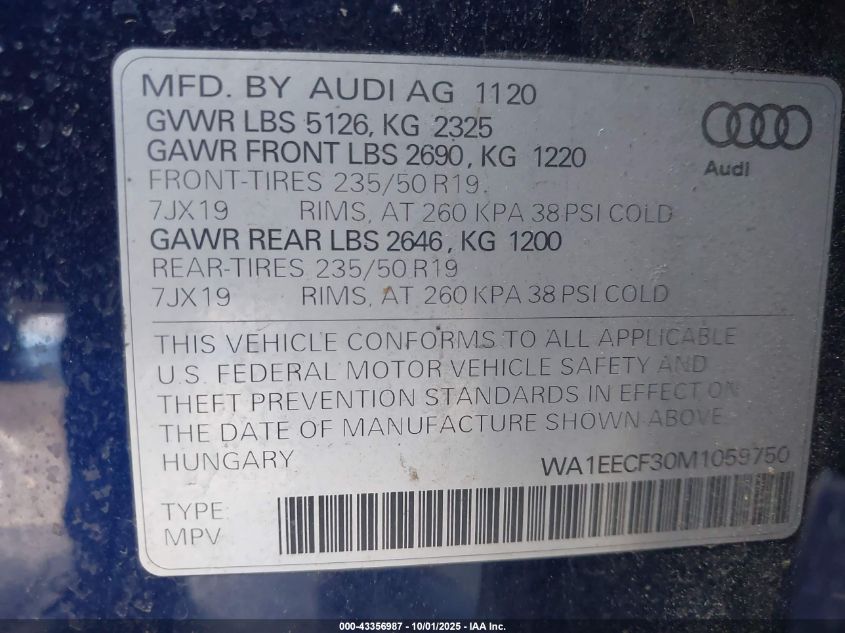 MFD. BY AUDI AG 1120
GVWR LBS 5126, KG 2325
GAWR FRONT LBS 2690, KG 1220
FRONT-TIRES 235/50 R19
7JX19 RIMS, AT 260 KPA 38 PSI COLD
GAWR REAR LBS 2646, KG 1200
REAR-TIRES 235/50 R19
7JX19 RIMS, AT 260 KPA 38 PSI COLD
Audi
THIS VEHICLE CONFORMS TO ALL APPLICABLE
U.S. FEDERAL MOTOR VEHICLE SAFETY AND
THEFT PREVENTION STANDARDS IN EFFECT ON
THE DATE OF MANUFACTURE SHOWN ABOVE
HUNGARY WA1EECF30M1059750
TYPE:
MPV
000-43356987 - 10/01/2025 - IAA Inc.